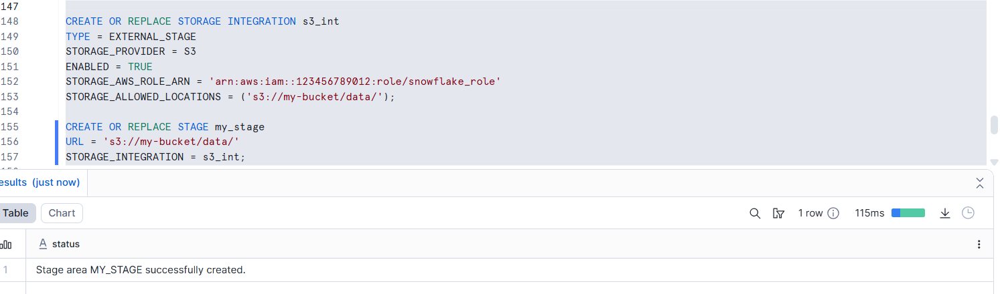 147
148 CREATE OR REPLACE STORAGE INTEGRATION s3_int
149 TYPE = EXTERNAL_STAGE
150 STORAGE_PROVIDER = S3
151 ENABLED = TRUE
152 STORAGE_AWS_ROLE_ARN = 'arn:aws:iam::123456789012:role/snowflake_role'
153 STORAGE_ALLOWED_LOCATIONS = ('s3://my-bucket/data/');
154
155 CREATE OR REPLACE STAGE my_stage
156 URL = 's3://my-bucket/data/'
157 STORAGE_INTEGRATION = s3_int;
esults (just now)
Table Chart 1 row 115ms
A status
1 Stage area MY_STAGE successfully created.